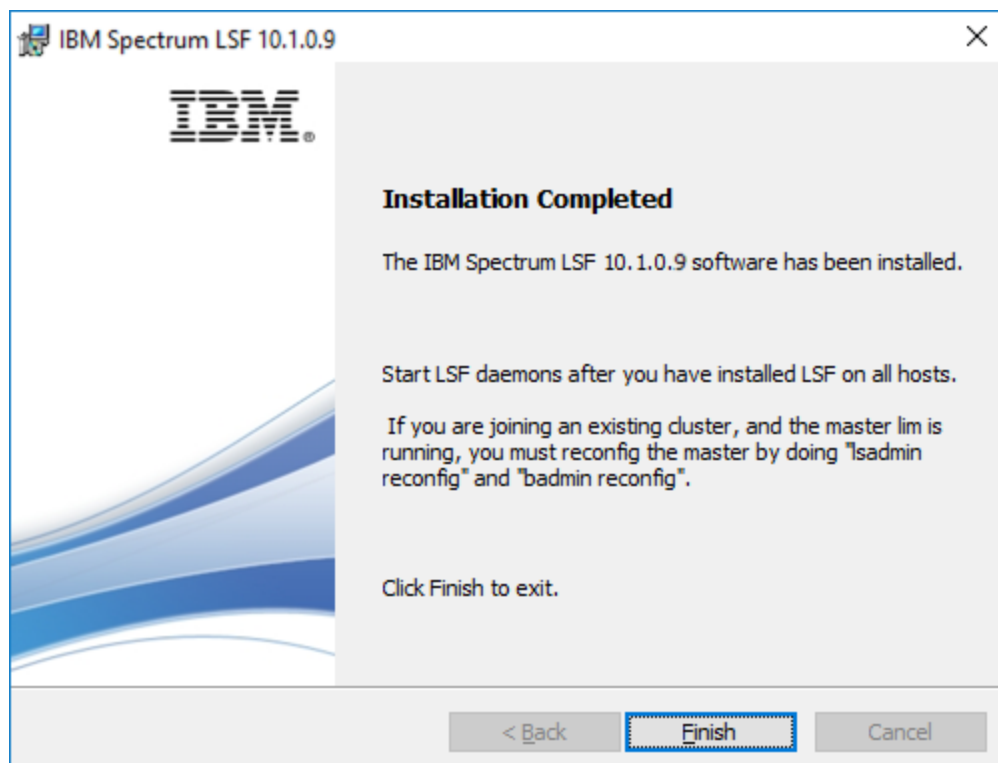 IBM Spectrum LSF 10.1.0.9
IBM®
Installation Completed
The IBM Spectrum LSF 10.1.0.9 software has been installed.
Start LSF daemons after you have installed LSF on all hosts.
If you are joining an existing cluster, and the master lim is
running, you must reconfig the master by doing "lsadmin
reconfig" and "badmin reconfig".
Click Finish to exit.
< Back
Finish
Cancel